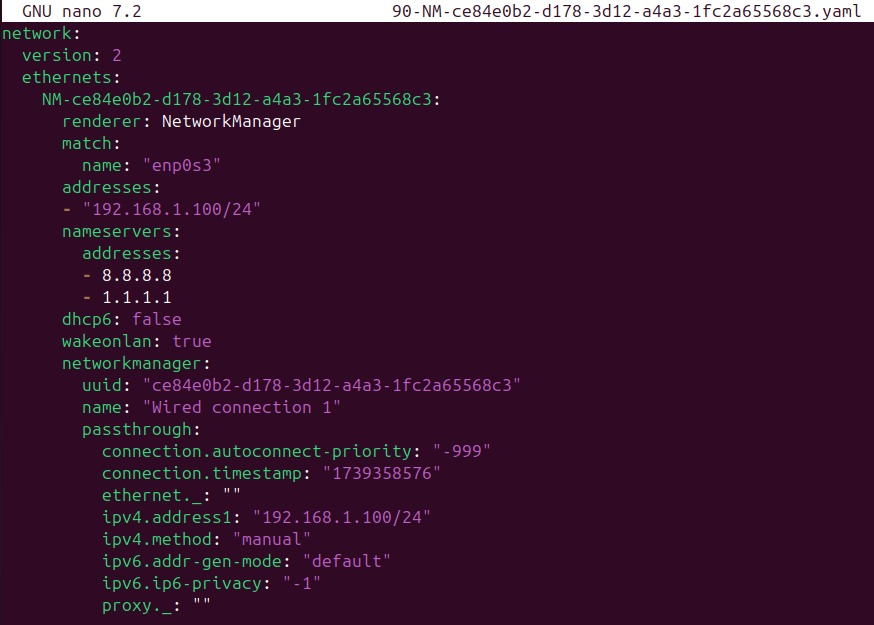 GNU nano 7.2 90-NM-ce84e0b2-d178-3d12-a4a3-1fc2a65568c3.yaml
network:
  version: 2
  ethernets:
    NM-ce84e0b2-d178-3d12-a4a3-1fc2a65568c3:
      renderer: NetworkManager
      match:
        name: "enp0s3"
      addresses:
      - "192.168.1.100/24"
      nameservers:
        addresses:
        - 8.8.8.8
        - 1.1.1.1
      dhcp6: false
      wakeonlan: true
      networkmanager:
        uuid: "ce84e0b2-d178-3d12-a4a3-1fc2a65568c3"
        name: "Wired connection 1"
        passthrough:
          connection.autoconnect-priority: "-999"
          connection.timestamp: "1739358576"
          ethernet._: ""
          ipv4.address1: "192.168.1.100/24"
          ipv4.method: "manual"
          ipv6.addr-gen-mode: "default"
          ipv6.ip6-privacy: "-1"
          proxy._: ""